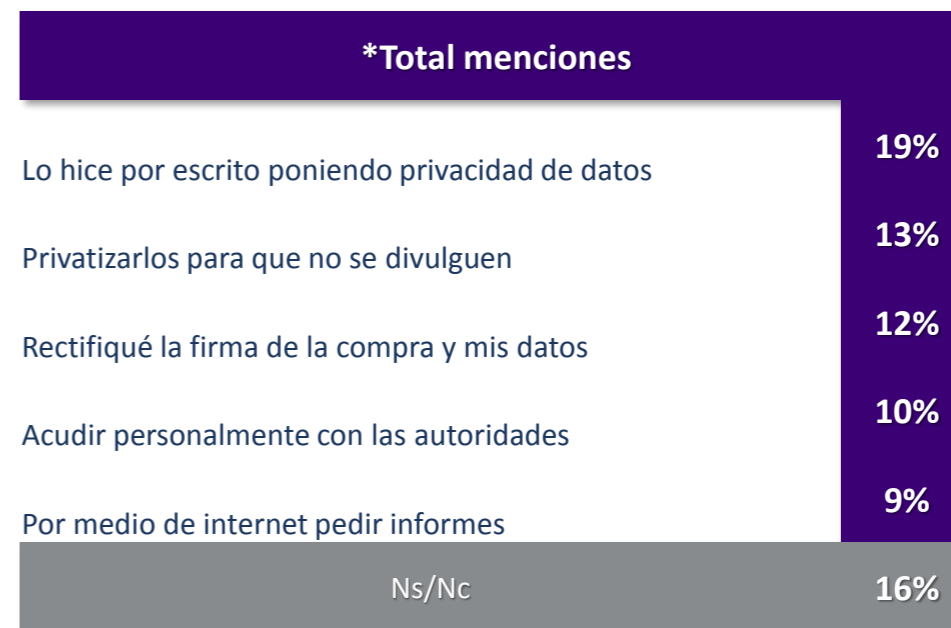 *Total menciones
Lo hice por escrito poniendo privacidad de datos 19%
Privatizarlos para que no se divulguen 13%
Rectifiqué la firma de la compra y mis datos 12%
Acudir personalmente con las autoridades 10%
Por medio de internet pedir informes 9%
Ns/Nc 16%